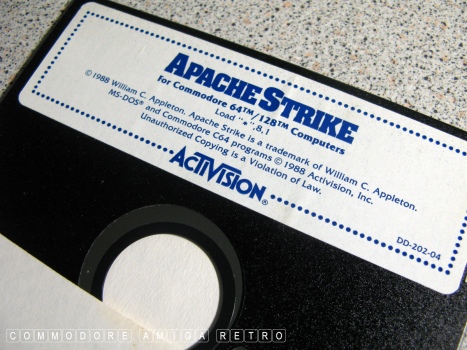 APACHE STRIKE
for Commodore 64™/128™ Computers
Load "*",8,1
©1988 William C. Appleton. Apache Strike is a trademark of William C. Appleton.
MS-DOS® and Commodore C64 programs ©1988 Activision, Inc.
Unauthorized Copying is a Violation of Law.
ACTIVISION®
DD-202-04
COMMODORE AMIGA RETRO